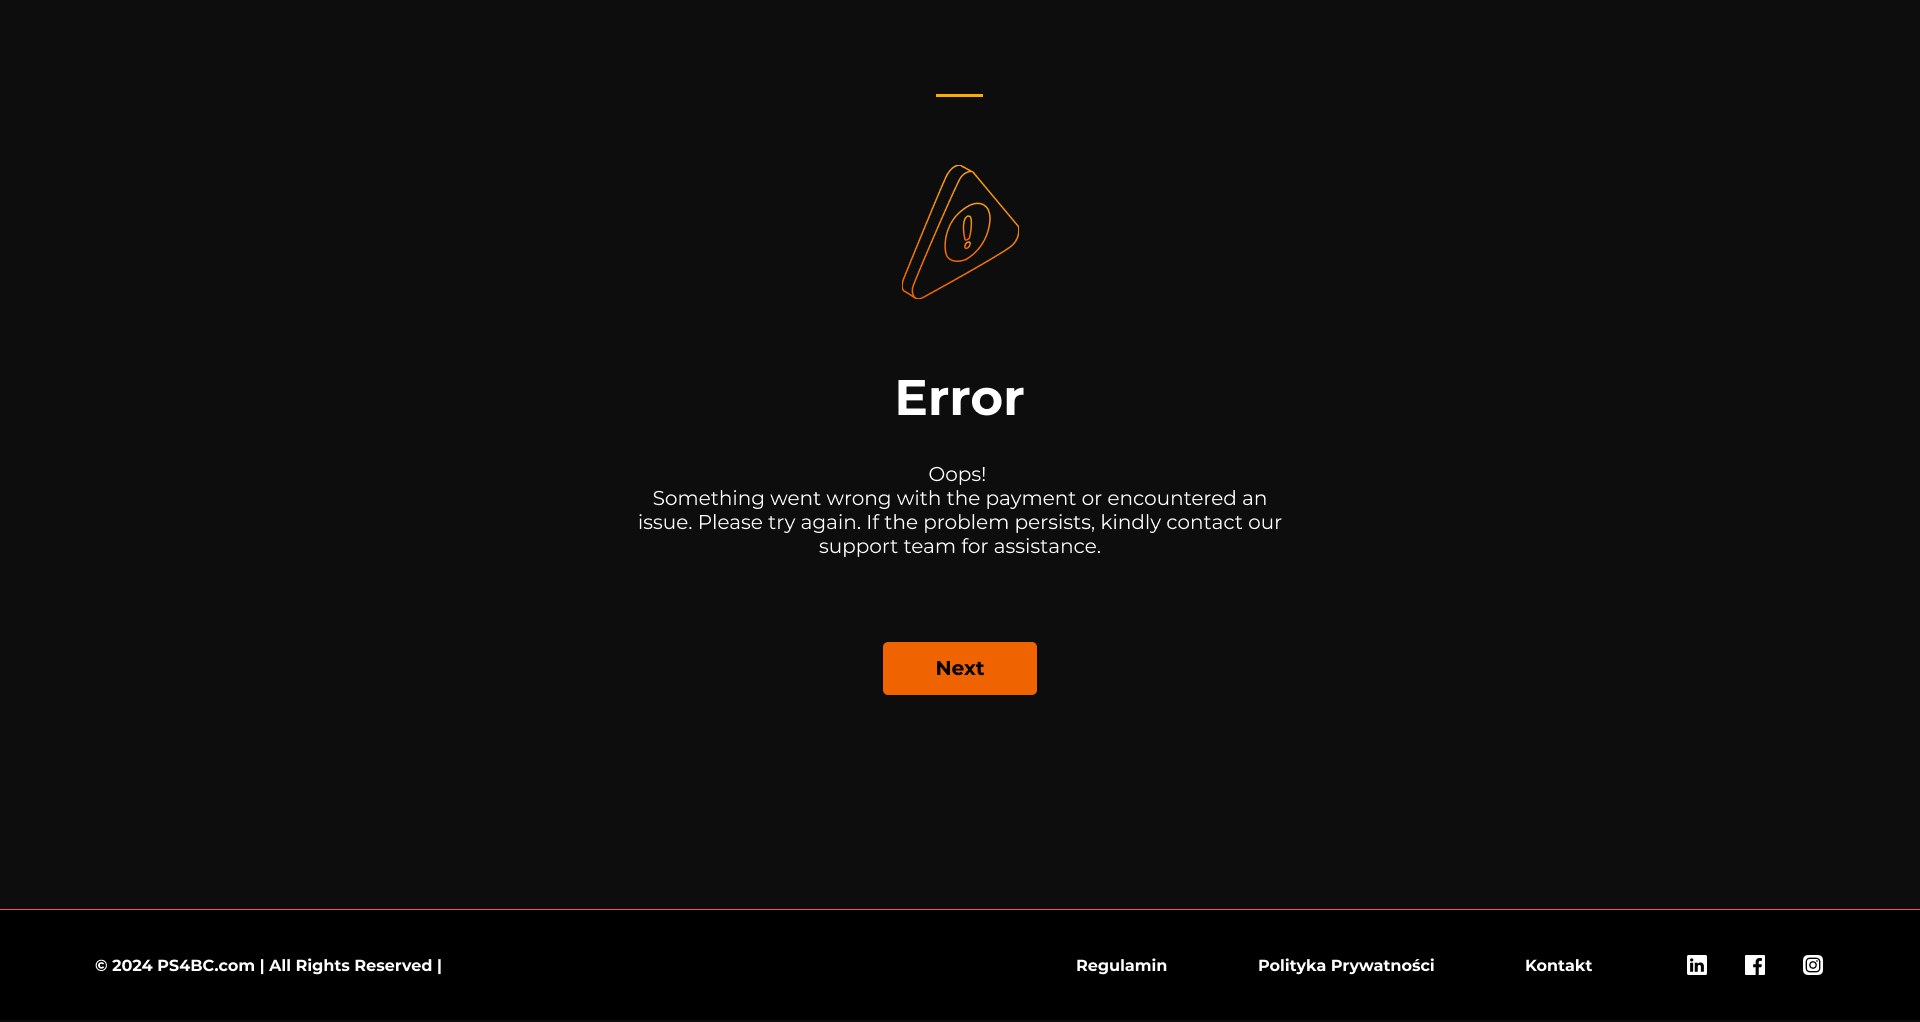 Error
Oops!
Something went wrong with the payment or encountered an
issue. Please try again. If the problem persists, kindly contact our
support team for assistance.
Next
© 2024 PS4BC.com | All Rights Reserved |
Regulamin
Polityka Prywatności
Kontakt